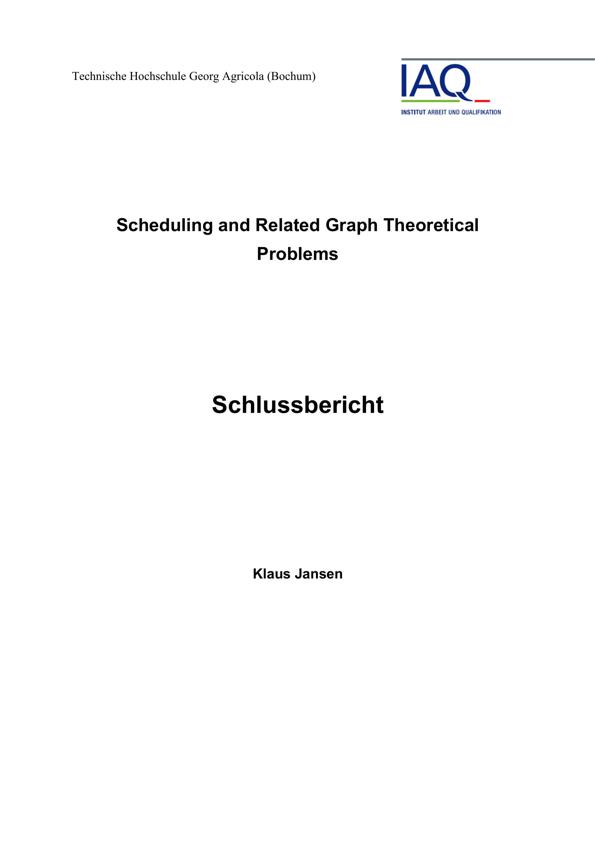 Technische Hochschule Georg Agricola (Bochum)
IAQ
INSTITUT ARBEIT UND QUALIFIKATION
Scheduling and Related Graph Theoretical
Problems
Schlussbericht
Klaus Jansen